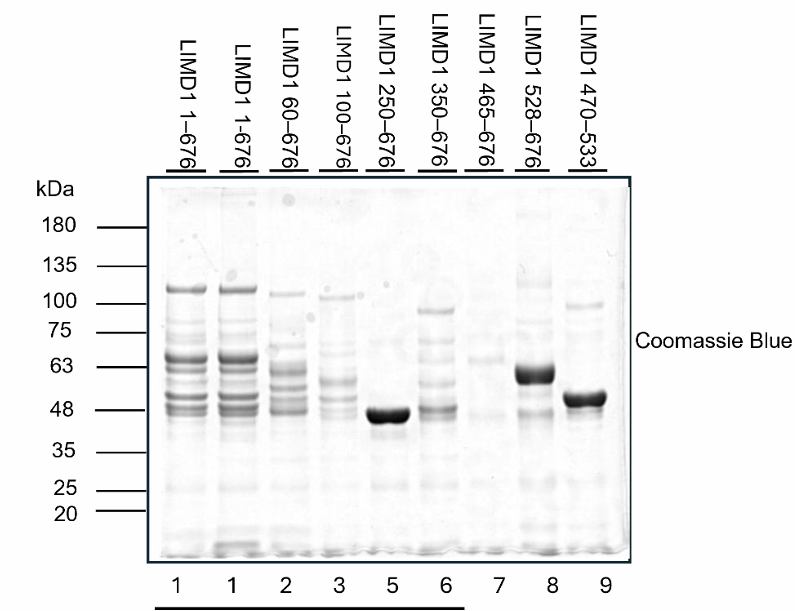 LIMD1 1–676
LIMD1 1-676
LIMD1 60–676
LIMD1 100–676
LIMD1 250–676
LIMD1 350–676
LIMD1 465–676
LIMD1 528–676
LIMD1 470–533
kDa
180
135
100
75
63
48
35
25
20
Coomassie Blue
1 1 2 3 5 6 7 8 9